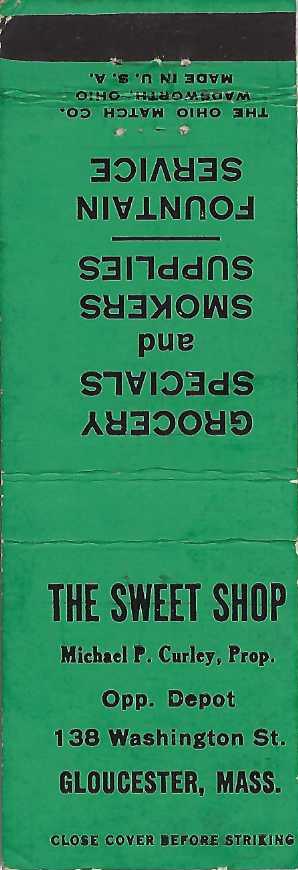 THE SWEET SHOP
Michael P. Curley, Prop.
Opp. Depot
138 Washington St.
GLOUCESTER, MASS.
CLOSE COVER BEFORE STRIKING
GROCERY
SPECIALS
and
SMOKERS
SUPPLIES
FOUNTAIN
SERVICE
THE OHIO MATCH CO.
WADSWORTH, OHIO
MADE IN U. S. A.